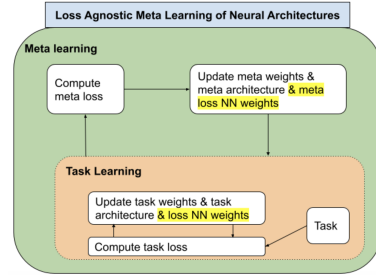 Loss Agnostic Meta Learning of Neural Architectures
Meta learning
Compute
meta loss
Update meta weights &
meta architecture & meta
loss NN weights
Task Learning
Update task weights & task
architecture & loss NN weights
Task
Compute task loss